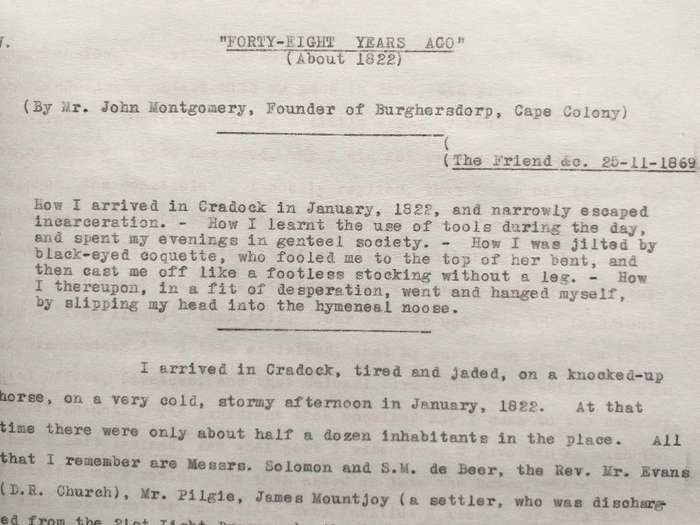 "FORTY-EIGHT YEARS AGO"
(About 1822)
(By Mr. John Montgomery, Founder of Burghersdorp, Cape Colony)
(
(The Friend &c. 25-11-1869
How I arrived in Cradock in January, 1822, and narrowly escaped
incarceration. - How I learnt the use of tools during the day,
and spent my evenings in genteel society. - How I was jilted by
black-eyed coquette, who fooled me to the top of her bent, and
then cast me off like a footless stocking without a leg. - How
I thereupon, in a fit of desperation, went and hanged myself,
by slipping my head into the hymeneal noose.
I arrived in Cradock, tired and jaded, on a knocked-up
horse, on a very cold, stormy afternoon in January, 1822. At that
time there were only about half a dozen inhabitants in the place. All
that I remember are Messrs. Solomon and S.M. de Beer, the Rev. Mr. Evans
(D.R. Church), Mr. Pilgie, James Mountjoy (a settler, who was discharg
ed from the 21st Light